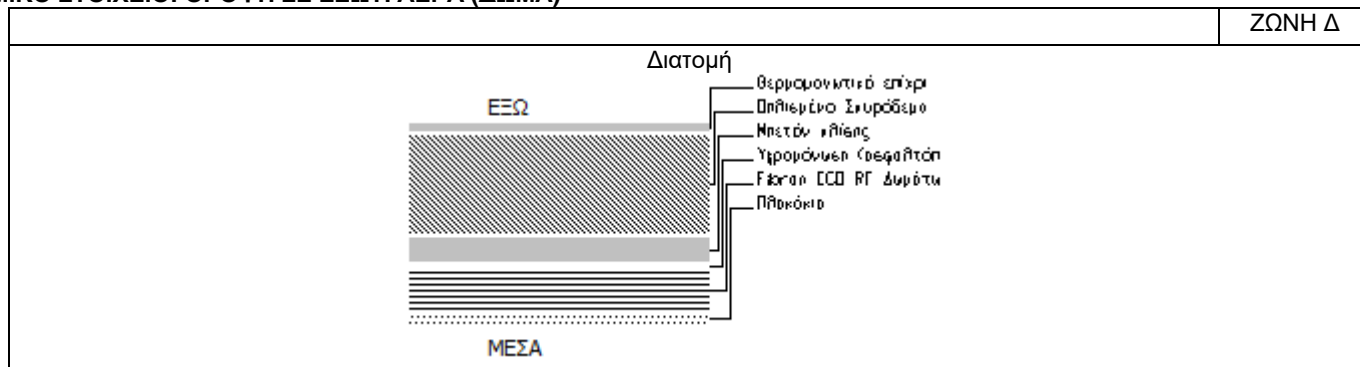 ΖΩΝΗ Δ
Διατομή
Θερμομονωτικό επίχρι
ΕΞΩ
Οπλισμένο Σκυρόδεμα
Μπετόν κλίσης
Υγρομόνωση (ασφαλτόπ
Fibran ECO RF Δωμάτω
Πλακάκια
ΜΕΣΑ